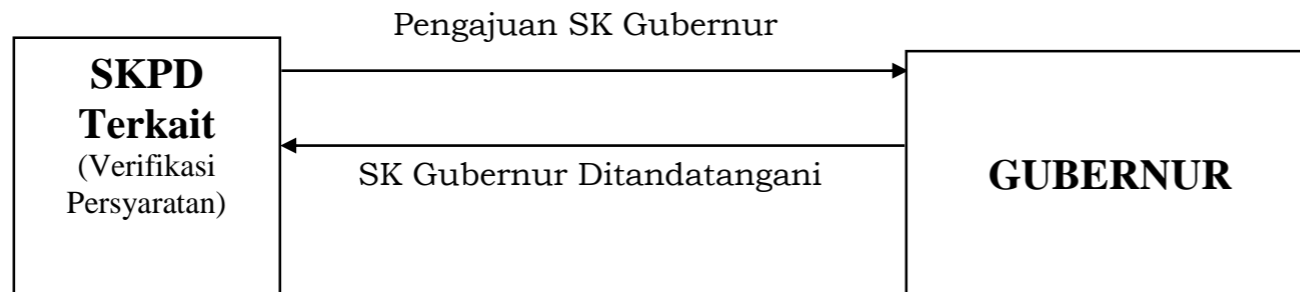 Pengajuan SK Gubernur
SKPD
Terkait
(Verifikasi
Persyaratan)
SK Gubernur Ditandatangani
GUBERNUR